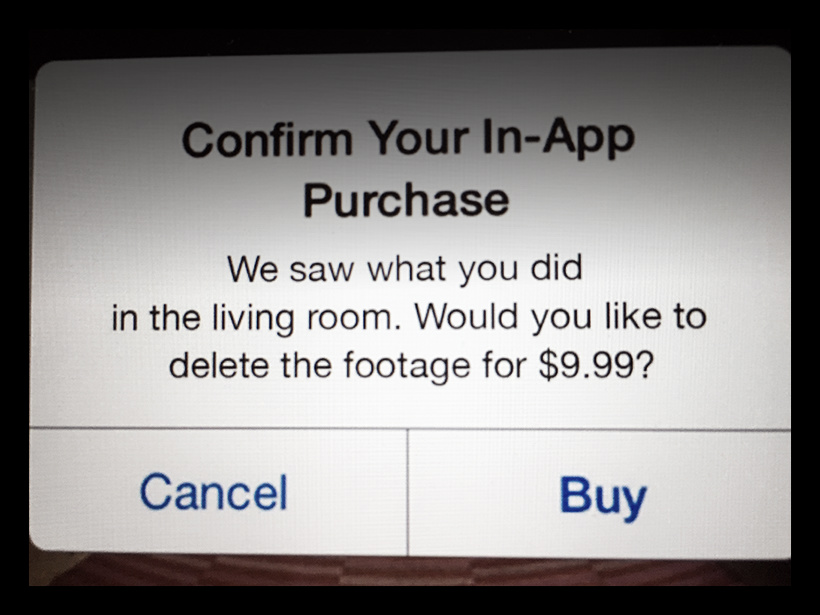 Confirm Your In-App
Purchase
We saw what you did
in the living room. Would you like to
delete the footage for $9.99?
Cancel
Buy